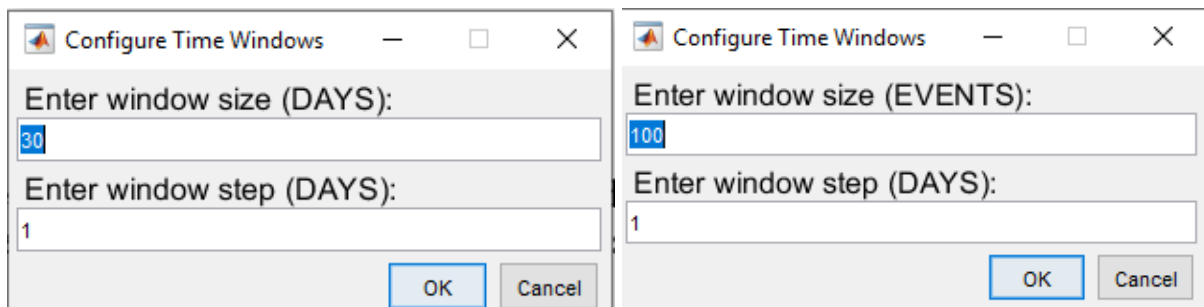 Configure Time Windows
Enter window size (DAYS):
30
Enter window step (DAYS):
1
OK Cancel
Configure Time Windows
Enter window size (EVENTS):
100
Enter window step (DAYS):
1
OK Cancel